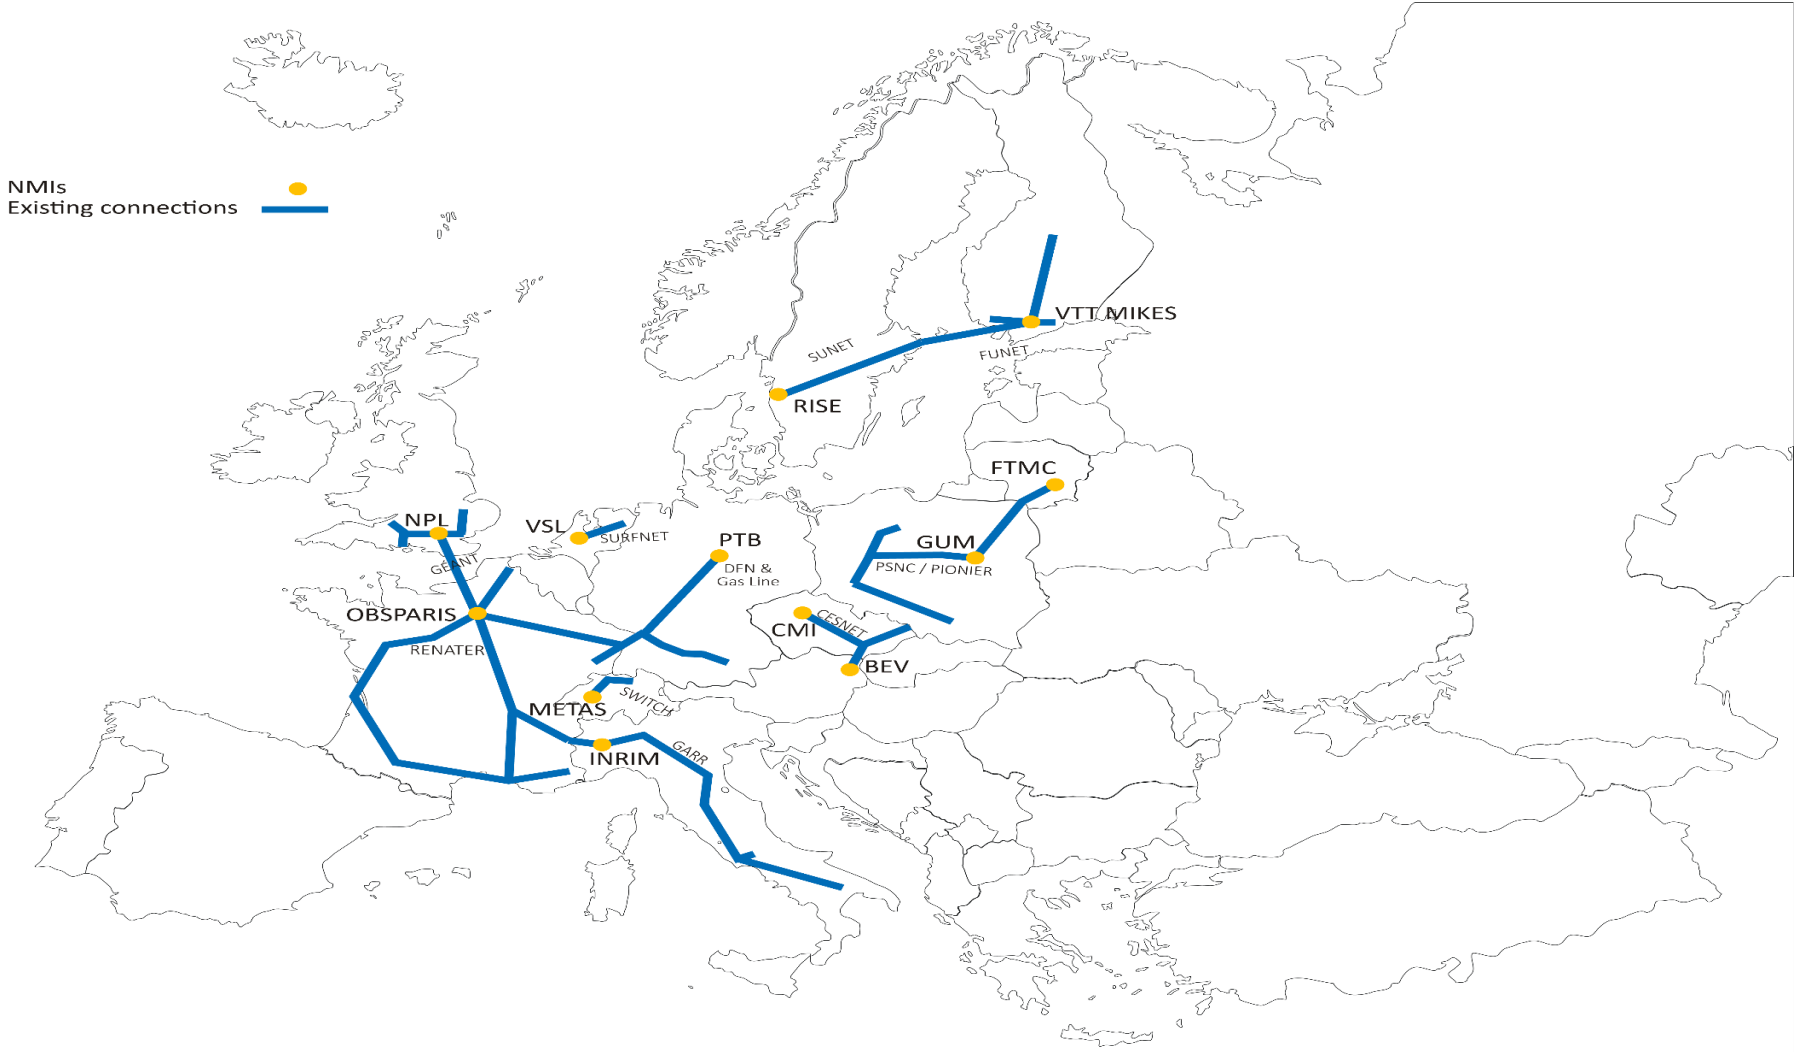 NMIs
Existing connections
VTT MIKES
SUNET
FUNET
RISE
FTMC
NPL
VSL
SURFNET
PTB
GUM
GÉANT
DFN &
Gas Line
PSNC / PIONIER
OBSPARIS
CESNET
CMI
RENATER
BEV
METAS
SWITCH
GARR
INRIM